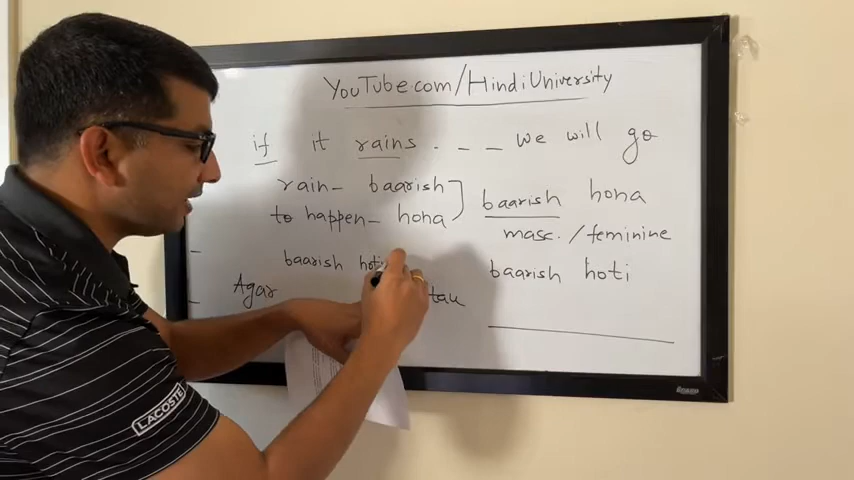 YouTube.com/HindiUniversity
if it rains . _ _ _ we will go
rain– baarish
to happen– hona
baarish hona
masc. / feminine
baarish hoti
baarish
Agar
tau
LACOSTE